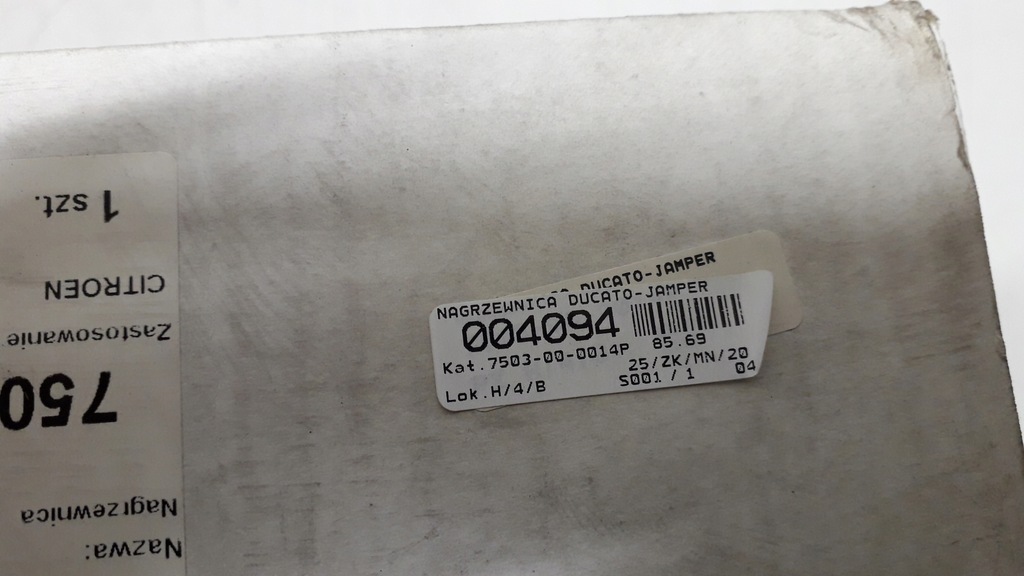 NAGRZEWNICA DUCATO-JAMPER
004094
Kat.7503-00-0014P 85.69
25/ZK/MN/20
Lok.H/4/B S001/1 04
DUCATO-JAMPER
Nazwa:
Nagrzewnica
750
Zastosowanie
CITROEN
1 szt.